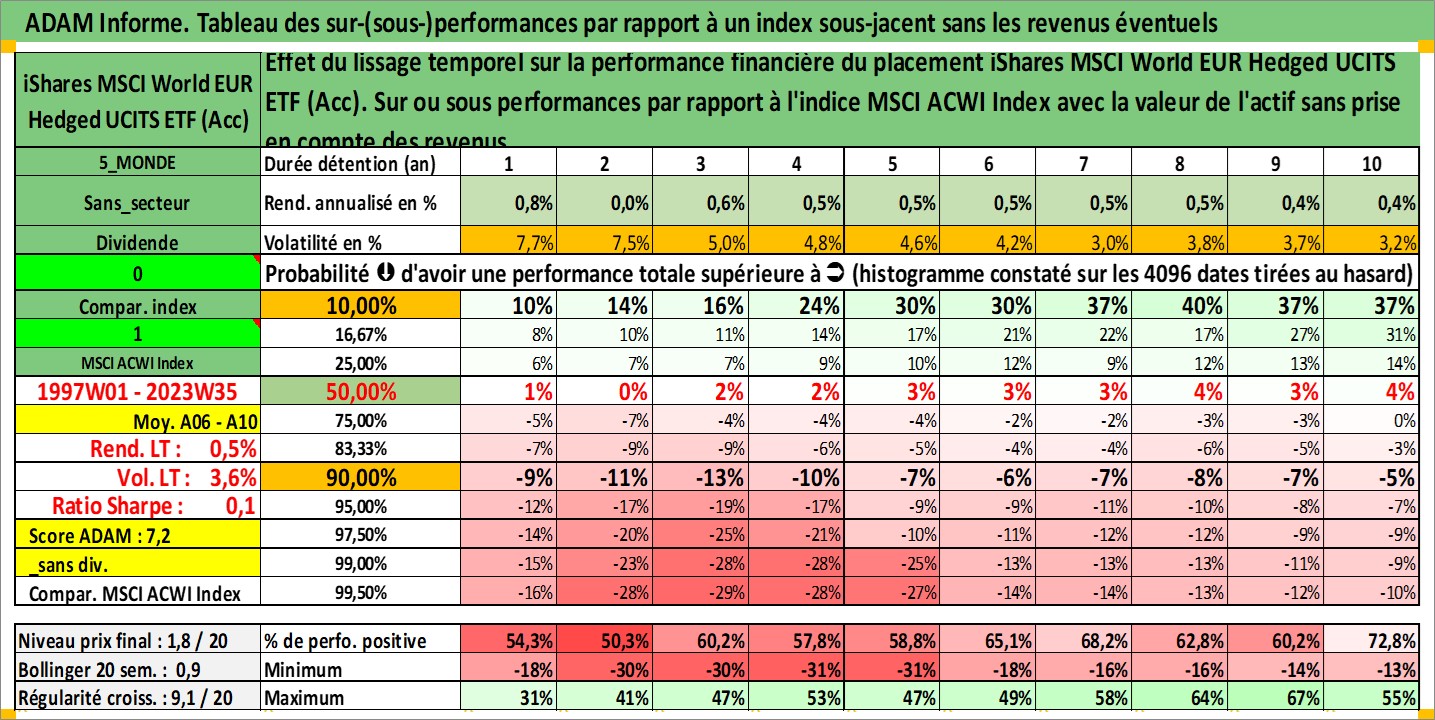 ADAM Informe. Tableau des sur-(sous-)performances par rapport à un index sous-jacent sans les revenus éventuels
iShares MSCI World EUR
Hedged UCITS ETF (Acc)
Effet du lissage temporel sur la performance financière du placement iShares MSCI World EUR Hedged UCITS
ETF (Acc). Sur ou sous performances par rapport à l'indice MSCI ACWI Index avec la valeur de l'actif sans prise
en compte des revenus
5_MONDE Durée détention (an) 1 2 3 4 5 6 7 8 9 10
Sans_secteur Rend. annualisé en % 0,8% 0,0% 0,6% 0,5% 0,5% 0,5% 0,5% 0,5% 0,4% 0,4%
Dividende Volatilité en % 7,7% 7,5% 5,0% 4,8% 4,6% 4,2% 3,0% 3,8% 3,7% 3,2%
0 Probabilité d'avoir une performance totale supérieure à (histogramme constaté sur les 4096 dates tirées au hasard)
Compar. index 10,00% 10% 14% 16% 24% 30% 30% 37% 40% 37% 37%
1 16,67% 8% 10% 11% 14% 17% 21% 22% 17% 27% 31%
MSCI ACWI Index 25,00% 6% 7% 7% 9% 10% 12% 9% 12% 13% 14%
1997W01 - 2023W35 50,00% 1% 0% 2% 2% 3% 3% 3% 4% 3% 4%
Moy. A06 - A10 75,00% -5% -7% -4% -4% -4% -2% -2% -3% -3% 0%
Rend. LT : 0,5% 83,33% -7% -9% -9% -6% -5% -4% -4% -6% -5% -3%
Vol. LT : 3,6% 90,00% -9% -11% -13% -10% -7% -6% -7% -8% -7% -5%
Ratio Sharpe : 0,1 95,00% -12% -17% -19% -17% -9% -9% -11% -10% -8% -7%
Score ADAM : 7,2 97,50% -14% -20% -25% -21% -10% -11% -12% -12% -9% -9%
_sans div. 99,00% -15% -23% -28% -28% -25% -13% -13% -13% -11% -9%
Compar. MSCI ACWI Index 99,50% -16% -28% -29% -28% -27% -14% -14% -13% -12% -10%
Niveau prix final : 1,8 / 20 % de perfo. positive 54,3% 50,3% 60,2% 57,8% 58,8% 65,1% 68,2% 62,8% 60,2% 72,8%
Bollinger 20 sem. : 0,9 Minimum -18% -30% -30% -31% -31% -18% -16% -16% -14% -13%
Régularité croiss. : 9,1 / 20 Maximum 31% 41% 47% 53% 47% 49% 58% 64% 67% 55%